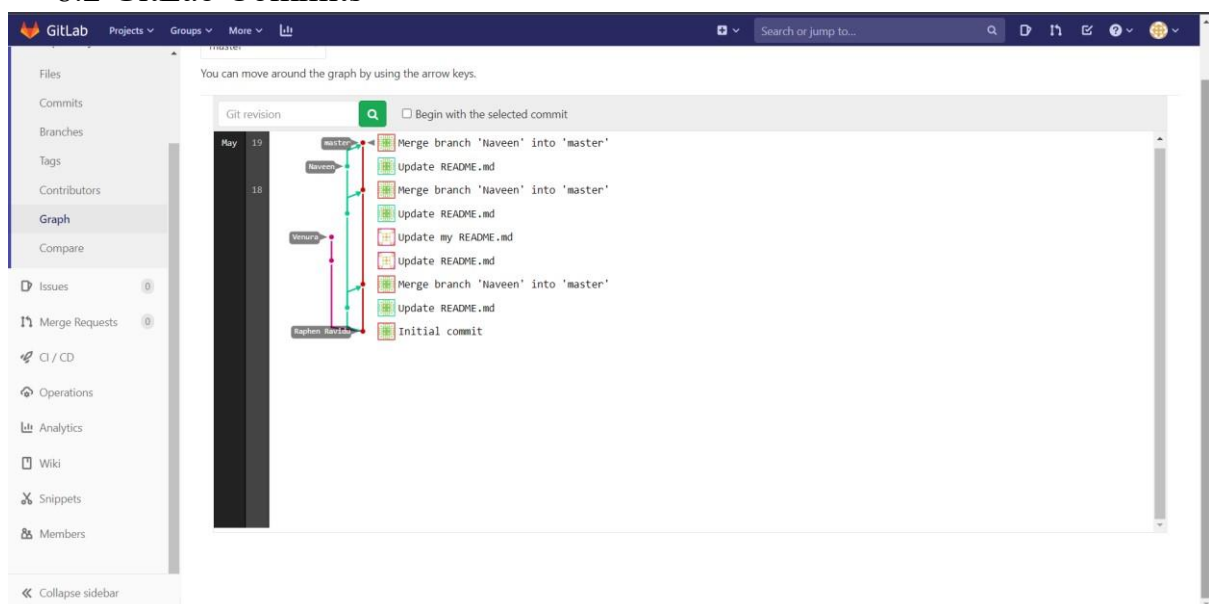 GitLab Projects Groups More Search or jump to...
master
You can move around the graph by using the arrow keys.
Files
Commits
Branches
Tags
Contributors
Graph
Compare
Issues 0
Merge Requests 0
CI / CD
Operations
Analytics
Wiki
Snippets
Members
Collapse sidebar
Git revision Begin with the selected commit
May 19 master Merge branch 'Naveen' into 'master'
Naveen Update README.md
18 Merge branch 'Naveen' into 'master'
Update README.md
Venura Update my README.md
Update README.md
Merge branch 'Naveen' into 'master'
Update README.md
Raphen Ravidu Initial commit